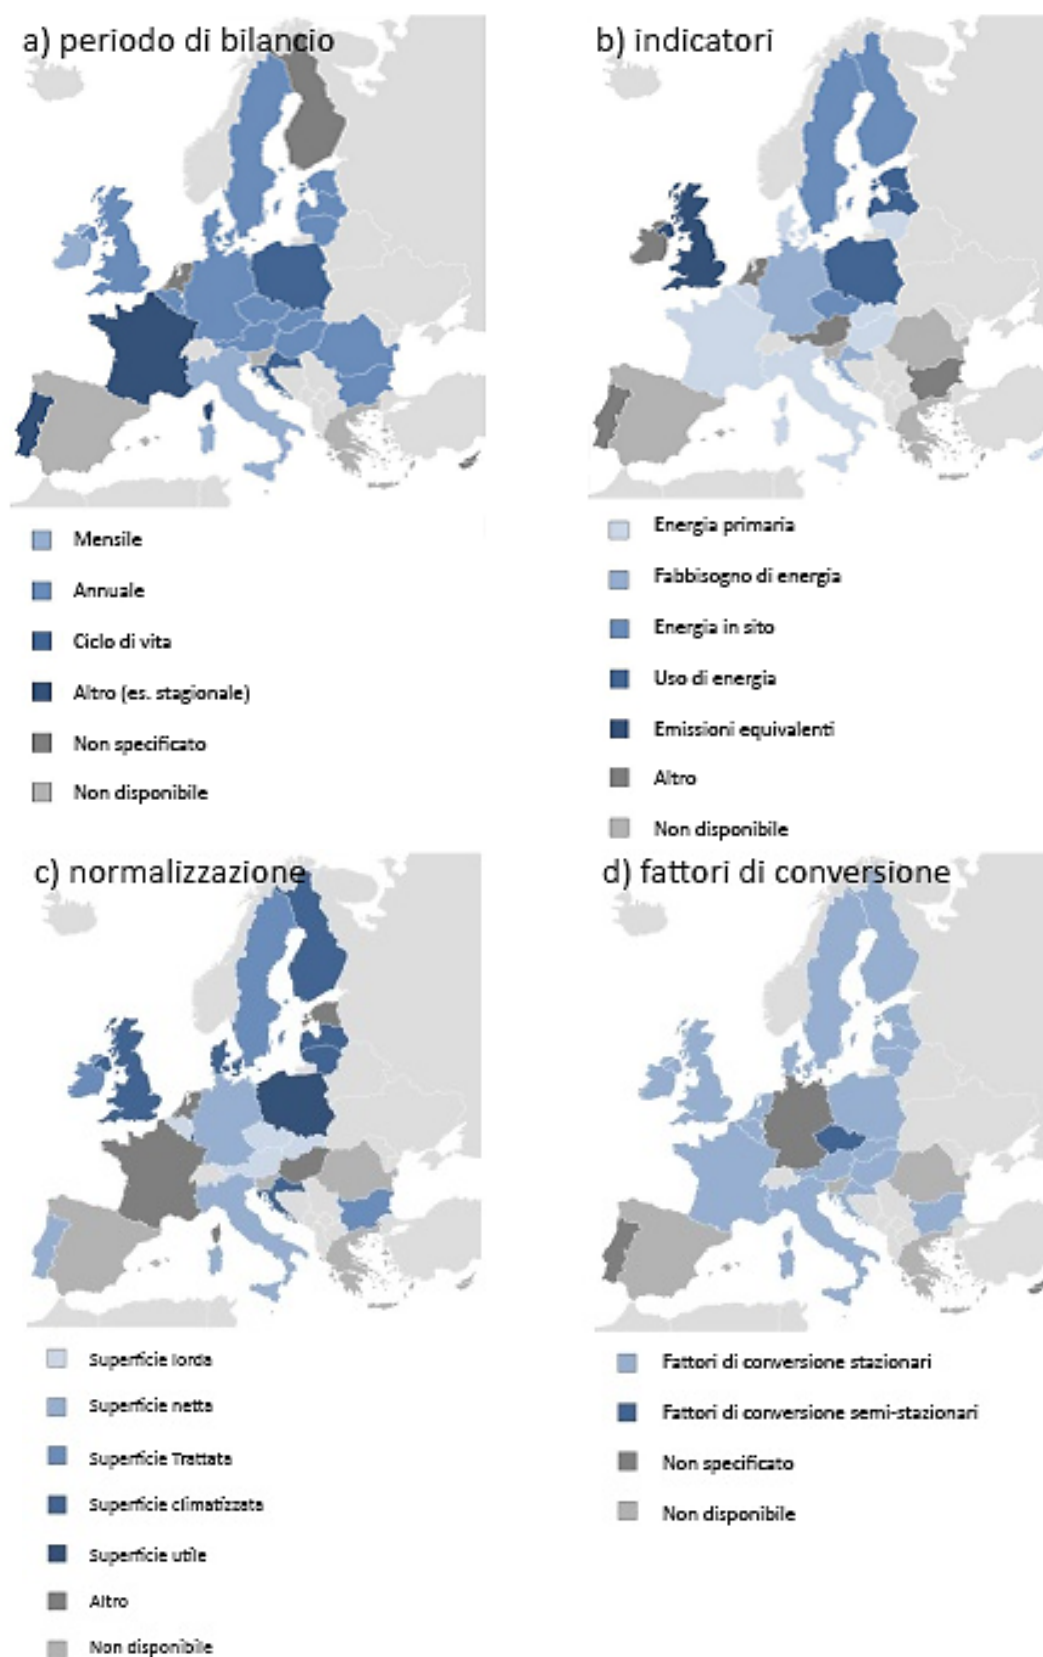 a) periodo di bilancio
Mensile
Annuale
Ciclo di vita
Altro (es. stagionale)
Non specificato
Non disponibile
b) indicatori
Energia primaria
Fabbisogno di energia
Energia in sito
Uso di energia
Emissioni equivalenti
Altro
Non disponibile
c) normalizzazione
Superficie lorda
Superficie netta
Superficie Trattata
Superficie climatizzata
Superficie utile
Altro
Non disponibile
d) fattori di conversione
Fattori di conversione stazionari
Fattori di conversione semi-stazionari
Non specificato
Non disponibile